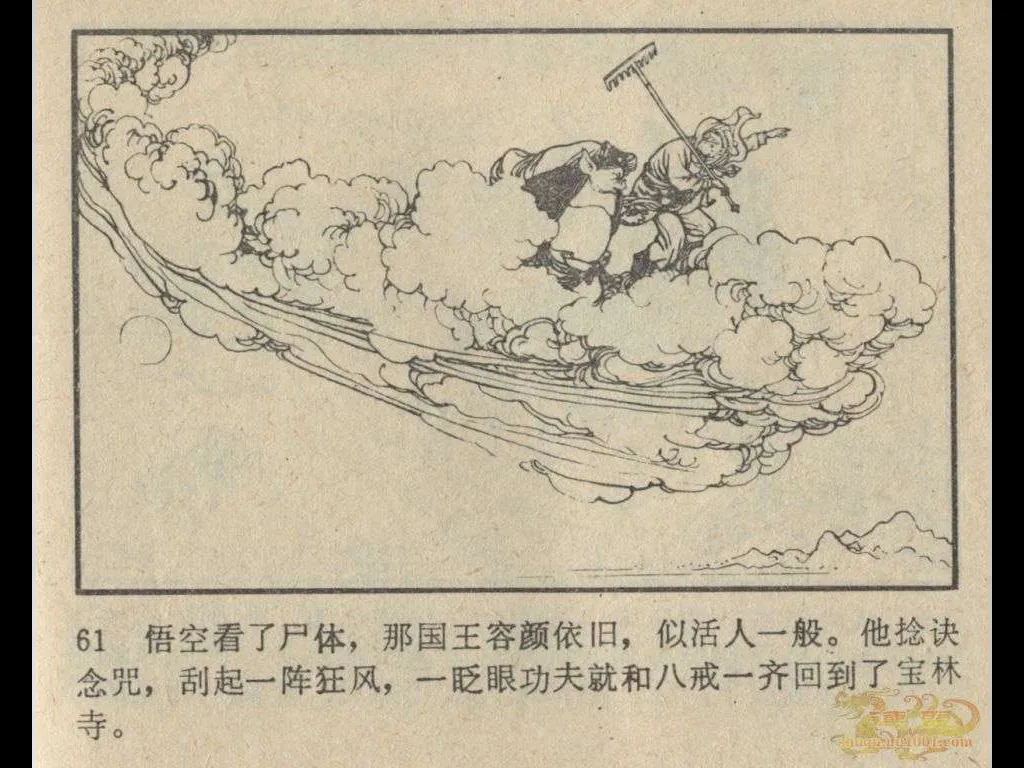 61 悟空看了尸体，那国王容颜依旧，似活人一般。他捻诀
念咒，刮起一阵狂风，一眨眼功夫就和八戒一齐回到了宝林
寺。